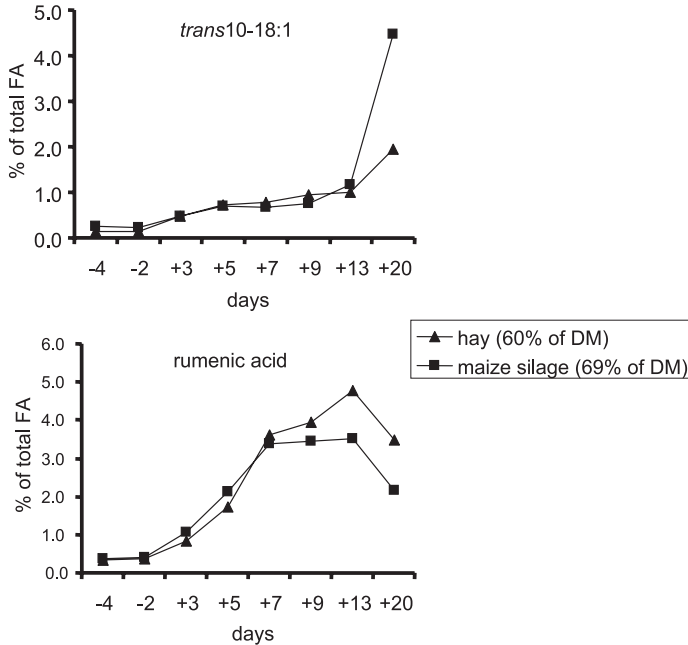 5.0
trans10-18:1
4.0
3.0
2.0
1.0
0.0
% of total FA
-4 -2 +3 +5 +7 +9 +13 +20
days
6.0
rumenic acid
5.0
4.0
3.0
2.0
1.0
0.0
% of total FA
-4 -2 +3 +5 +7 +9 +13 +20
days
hay (60% of DM)
maize silage (69% of DM)